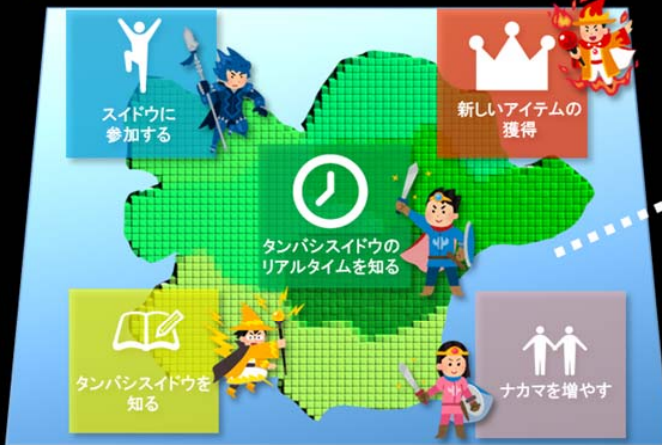 スイドウに
参加する
新しいアイテムの
獲得
タンバシスイドウの
リアルタイムを知る
タンバシスイドウを
知る
ナカマを増やす